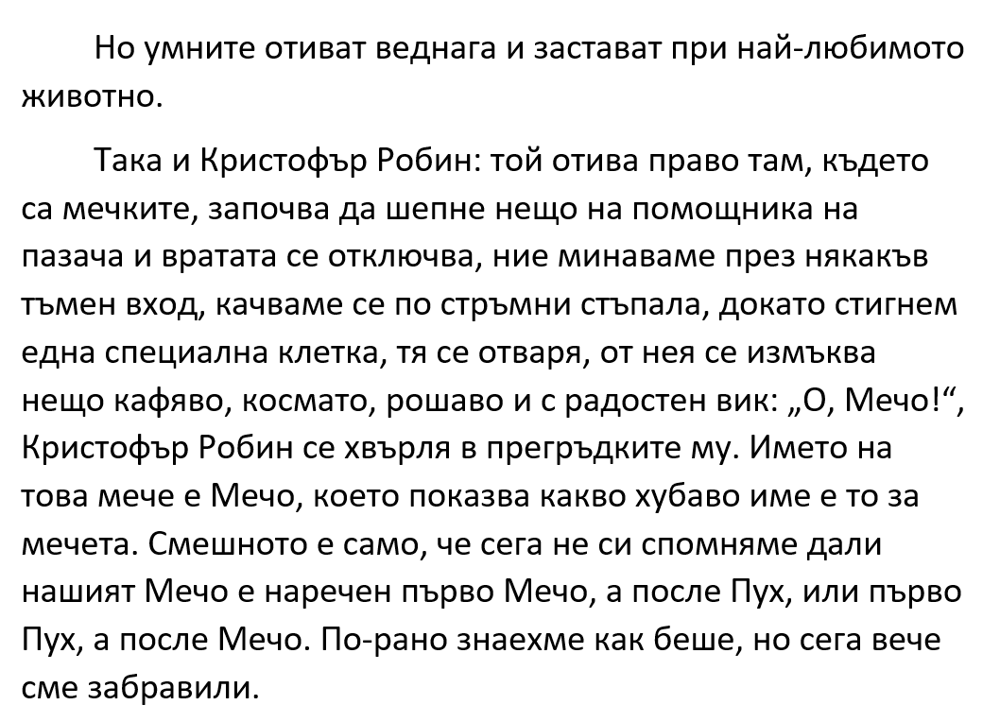 Но умните отиват веднага и застават при най-любимото
животно.
Така и Кристофър Робин: той отива право там, където
са мечките, започва да шепне нещо на помощника на
пазача и вратата се отключва, ние минаваме през някакъв
тъмен вход, качваме се по стръмни стъпала, докато стигнем
една специална клетка, тя се отваря, от нея се измъква
нещо кафяво, космато, рошаво и с радостен вик: „О, Мечо!“,
Кристофър Робин се хвърля в прегръдките му. Името на
това мече е Мечо, което показва какво хубаво име е то за
мечета. Смешното е само, че сега не си спомняме дали
нашият Мечо е наречен първо Мечо, а после Пух, или първо
Пух, а после Мечо. По-рано знаехме как беше, но сега вече
сме забравили.